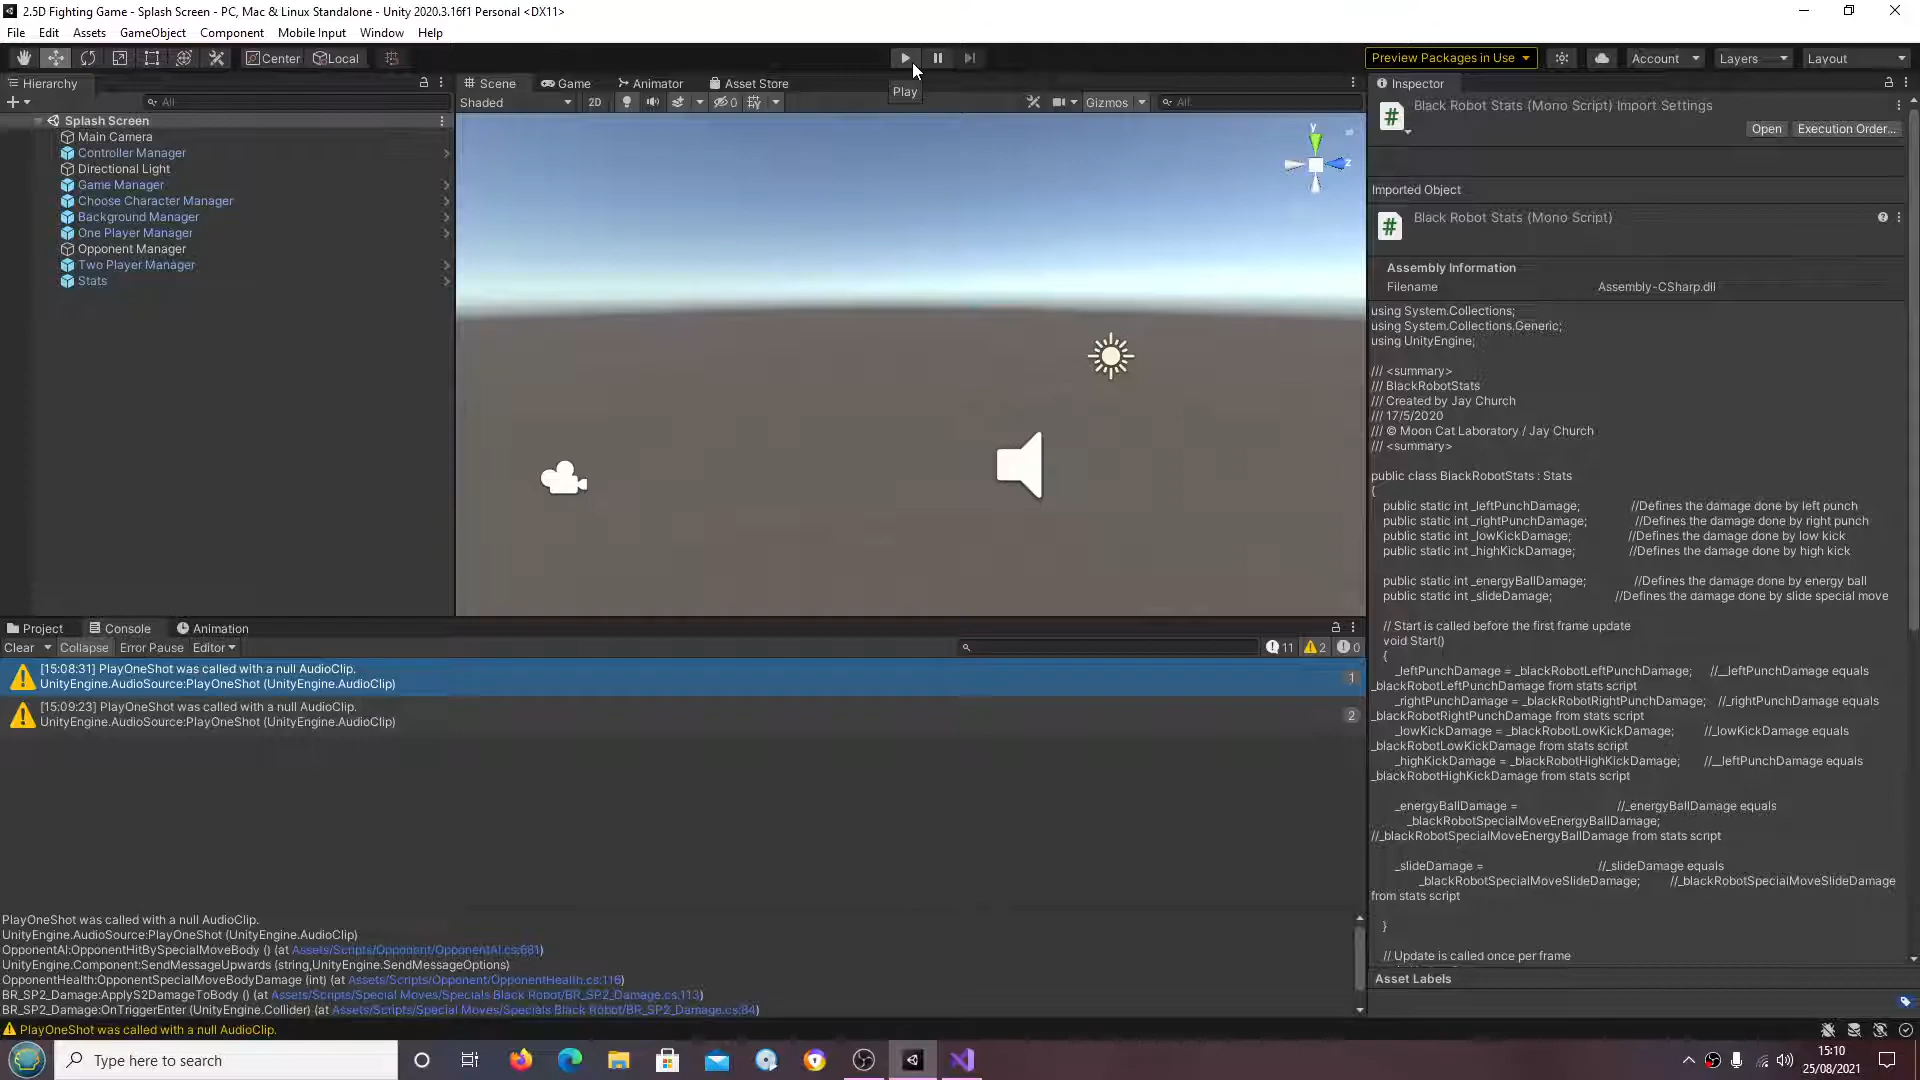 2.5D Fighting Game - Splash Screen - PC, Mac & Linux Standalone - Unity 2020.3.16f1 Personal <DX11>
File Edit Assets GameObject Component Mobile Input Window Help
Center Local
Preview Packages in Use
Account
Layers
Layout
Hierarchy
Scene
Game
Animator
Asset Store
Inspector
All
Shaded
2D
0
Play
Gizmos
All
Splash Screen
Main Camera
Controller Manager
Directional Light
Game Manager
Choose Character Manager
Background Manager
One Player Manager
Opponent Manager
Two Player Manager
Stats
y
z
Black Robot Stats (Mono Script) Import Settings
Open
Execution Order...
Imported Object
Black Robot Stats (Mono Script)
Assembly Information
Filename Assembly-CSharp.dll
using System.Collections;
using System.Collections.Generic;
using UnityEngine;
/// <summary>
/// BlackRobotStats
/// Created by Jay Church
/// 17/5/2020
/// © Moon Cat Laboratory / Jay Church
/// <summary>
public class BlackRobotStats : Stats
{
public static int _leftPunchDamage; //Defines the damage done by left punch
public static int _rightPunchDamage; //Defines the damage done by right punch
public static int _lowKickDamage; //Defines the damage done by low kick
public static int _highKickDamage; //Defines the damage done by high kick
public static int _energyBallDamage; //Defines the damage done by energy ball
public static int _slideDamage; //Defines the damage done by slide special move
// Start is called before the first frame update
void Start()
{
_leftPunchDamage = _blackRobotLeftPunchDamage; //__leftPunchDamage equals
_blackRobotLeftPunchDamage from stats script
_rightPunchDamage = _blackRobotRightPunchDamage; //_rightPunchDamage equals
_blackRobotRightPunchDamage from stats script
_lowKickDamage = _blackRobotLowKickDamage; //_lowKickDamage equals
_blackRobotLowKickDamage from stats script
_highKickDamage = _blackRobotHighKickDamage; //__leftPunchDamage equals
_blackRobotHighKickDamage from stats script
_energyBallDamage = //_energyBallDamage equals
_blackRobotSpecialMoveEnergyBallDamage;
//_blackRobotSpecialMoveEnergyBallDamage from stats script
_slideDamage = //_slideDamage equals
_blackRobotSpecialMoveSlideDamage; //_blackRobotSpecialMoveSlideDamage
from stats script
}
// Update is called once per frame
Asset Labels
Project
Console
Animation
Clear Collapse Error Pause Editor
11 2 0
[15:08:31] PlayOneShot was called with a null AudioClip.
UnityEngine.AudioSource:PlayOneShot (UnityEngine.AudioClip)
1
[15:09:23] PlayOneShot was called with a null AudioClip.
UnityEngine.AudioSource:PlayOneShot (UnityEngine.AudioClip)
2
PlayOneShot was called with a null AudioClip.
UnityEngine.AudioSource:PlayOneShot (UnityEngine.AudioClip)
OpponentAI:OpponentHitBySpecialMoveBody () (at Assets/Scripts/Opponent/OpponentAI.cs:681)
UnityEngine.Component:SendMessageUpwards (string,UnityEngine.SendMessageOptions)
OpponentHealth:OpponentSpecialMoveBodyDamage (int) (at Assets/Scripts/Opponent/OpponentHealth.cs:116)
BR_SP2_Damage:ApplyS2DamageToBody () (at Assets/Scripts/Special Moves/Specials Black Robot/BR_SP2_Damage.cs:113)
BR_SP2_Damage:OnTriggerEnter (UnityEngine.Collider) (at Assets/Scripts/Special Moves/Specials Black Robot/BR_SP2_Damage.cs:84)
PlayOneShot was called with a null AudioClip.
Type here to search
15:10
25/08/2021